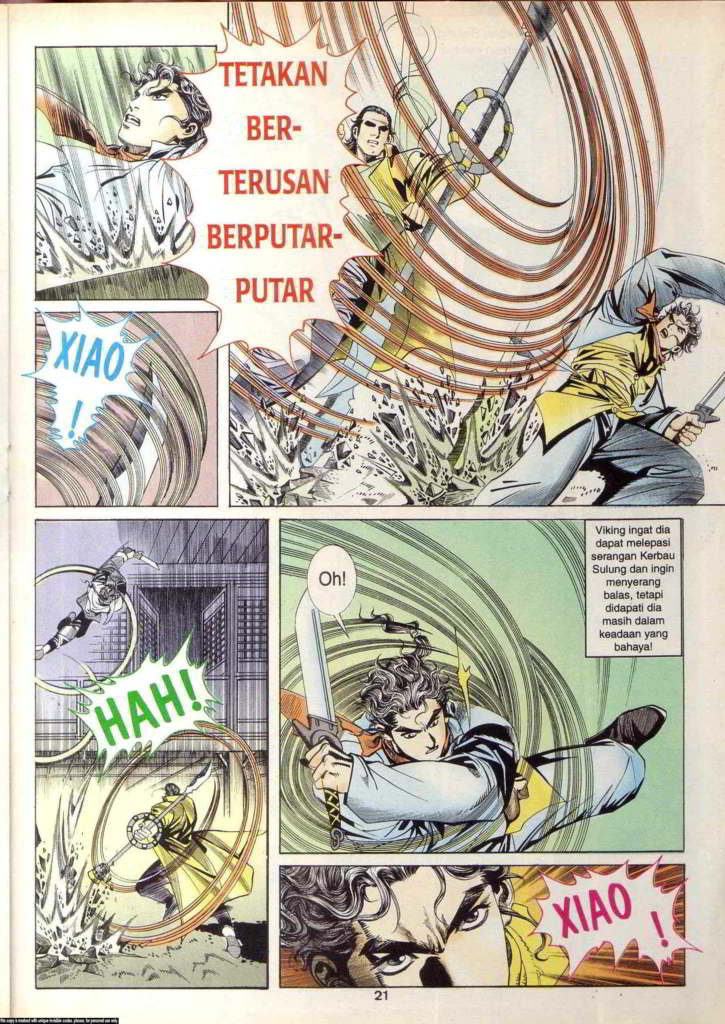 TETAKAN
BER-
TERUSAN
BERPUTAR-
PUTAR
XIAO
!
HAH!
Oh!
Viking ingat dia
dapat melepasi
serangan Kerbau
Sulung dan ingin
menyerang
balas, tetapi
didapati dia
masih dalam
keadaan yang
bahaya!
XIAO
!
21